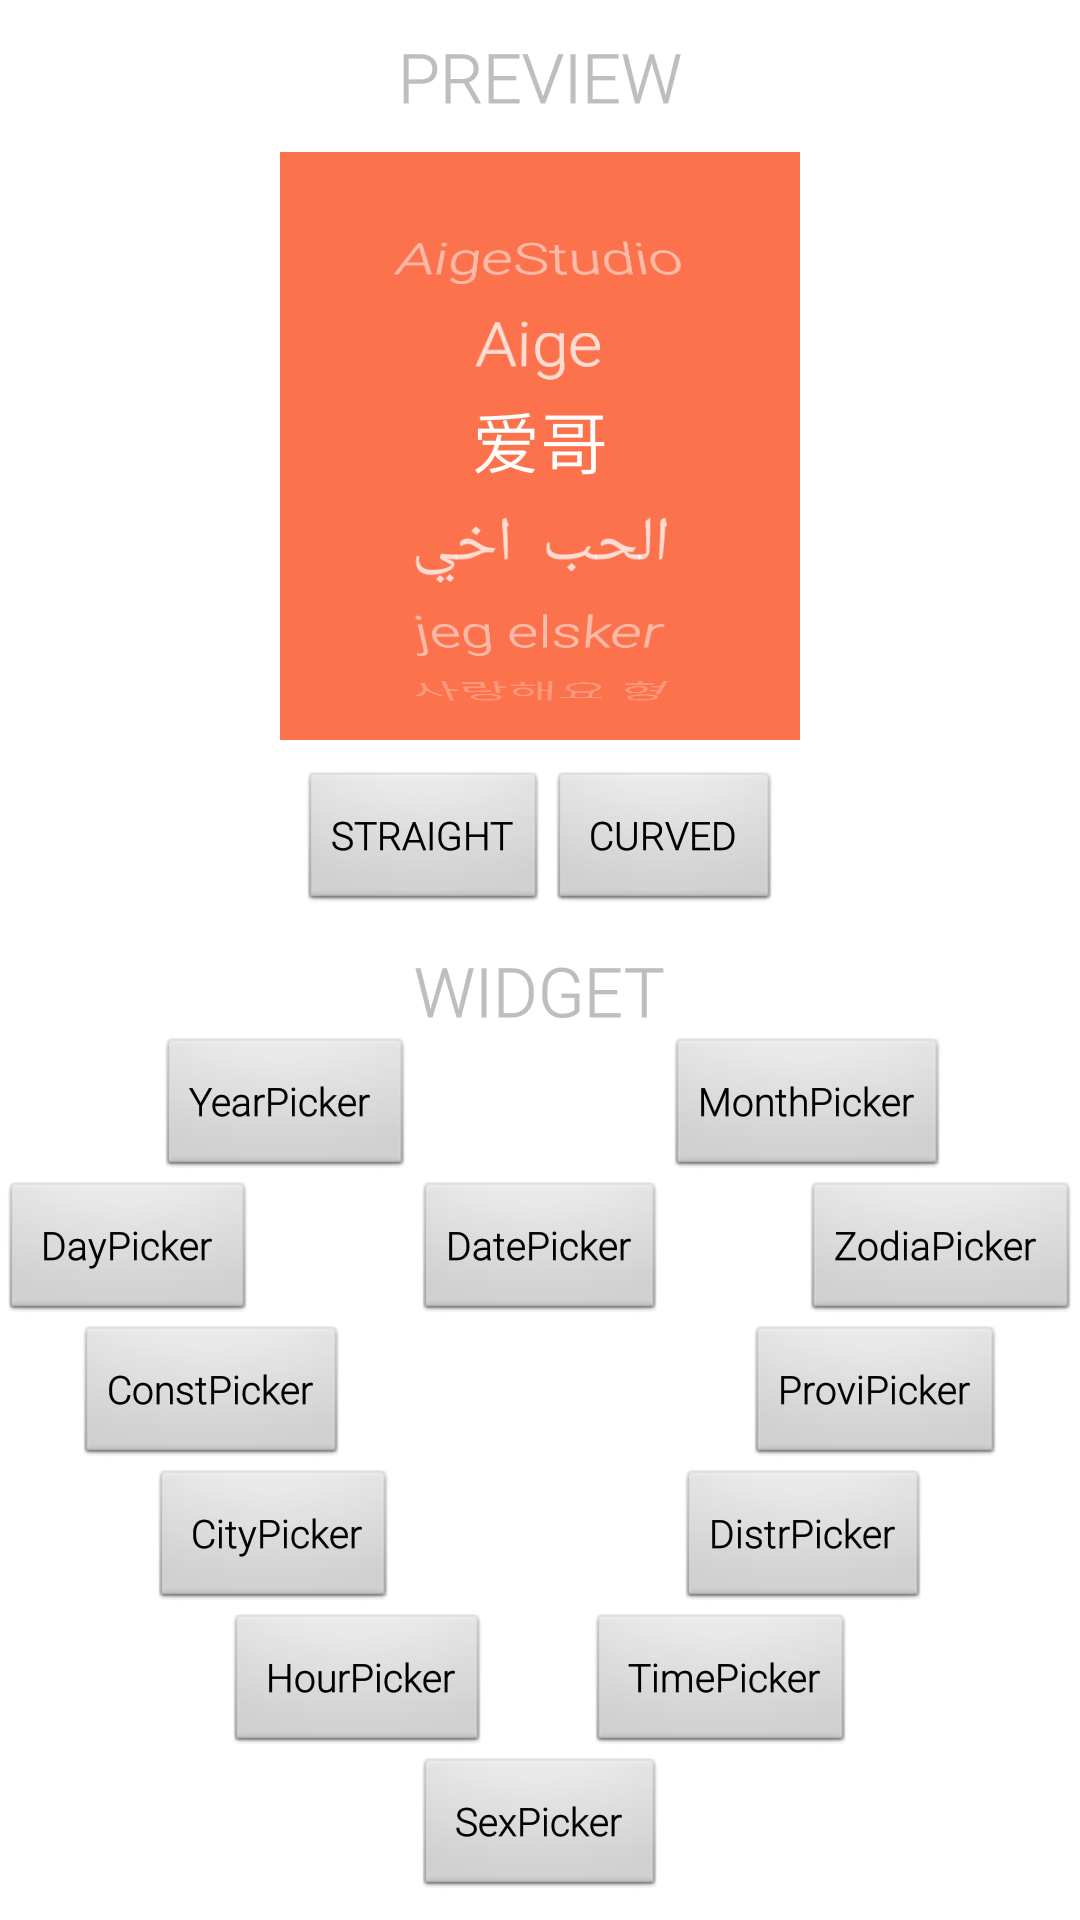 PREVIEW
AigeStudio
Aige
爱哥
الحب اخي
jeg elsker
사랑해요 형
STRAIGHT CURVED
WIDGET
YearPicker MonthPicker
DayPicker DatePicker ZodiaPicker
ConstPicker ProviPicker
CityPicker DistrPicker
HourPicker TimePicker
SexPicker